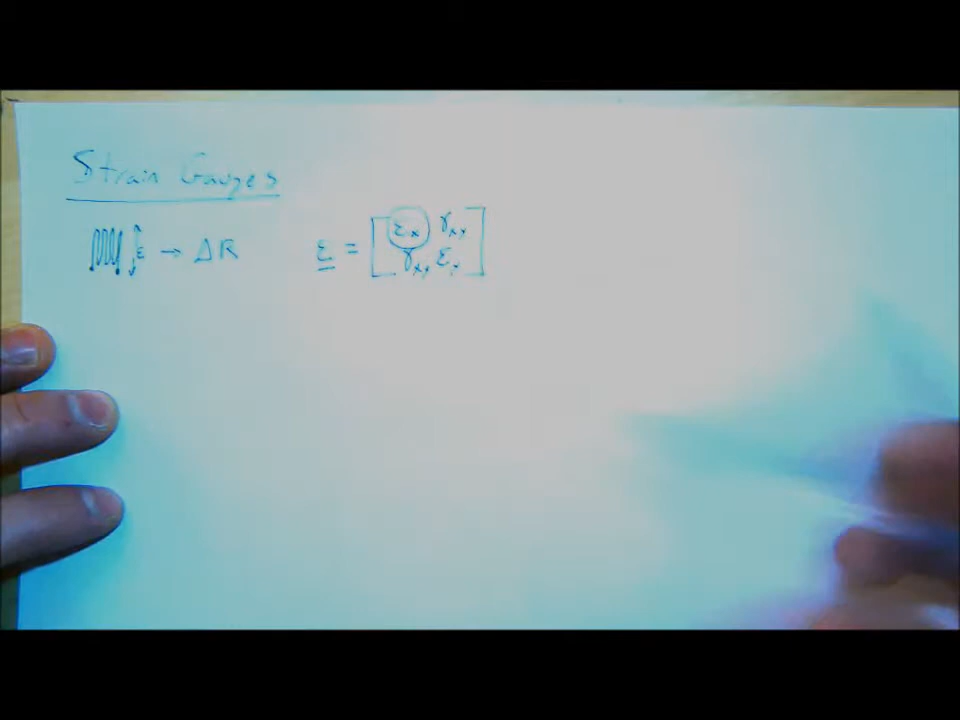 Strain Gauges
ε → ΔR ε = [ εx γxy
γxy εy ]